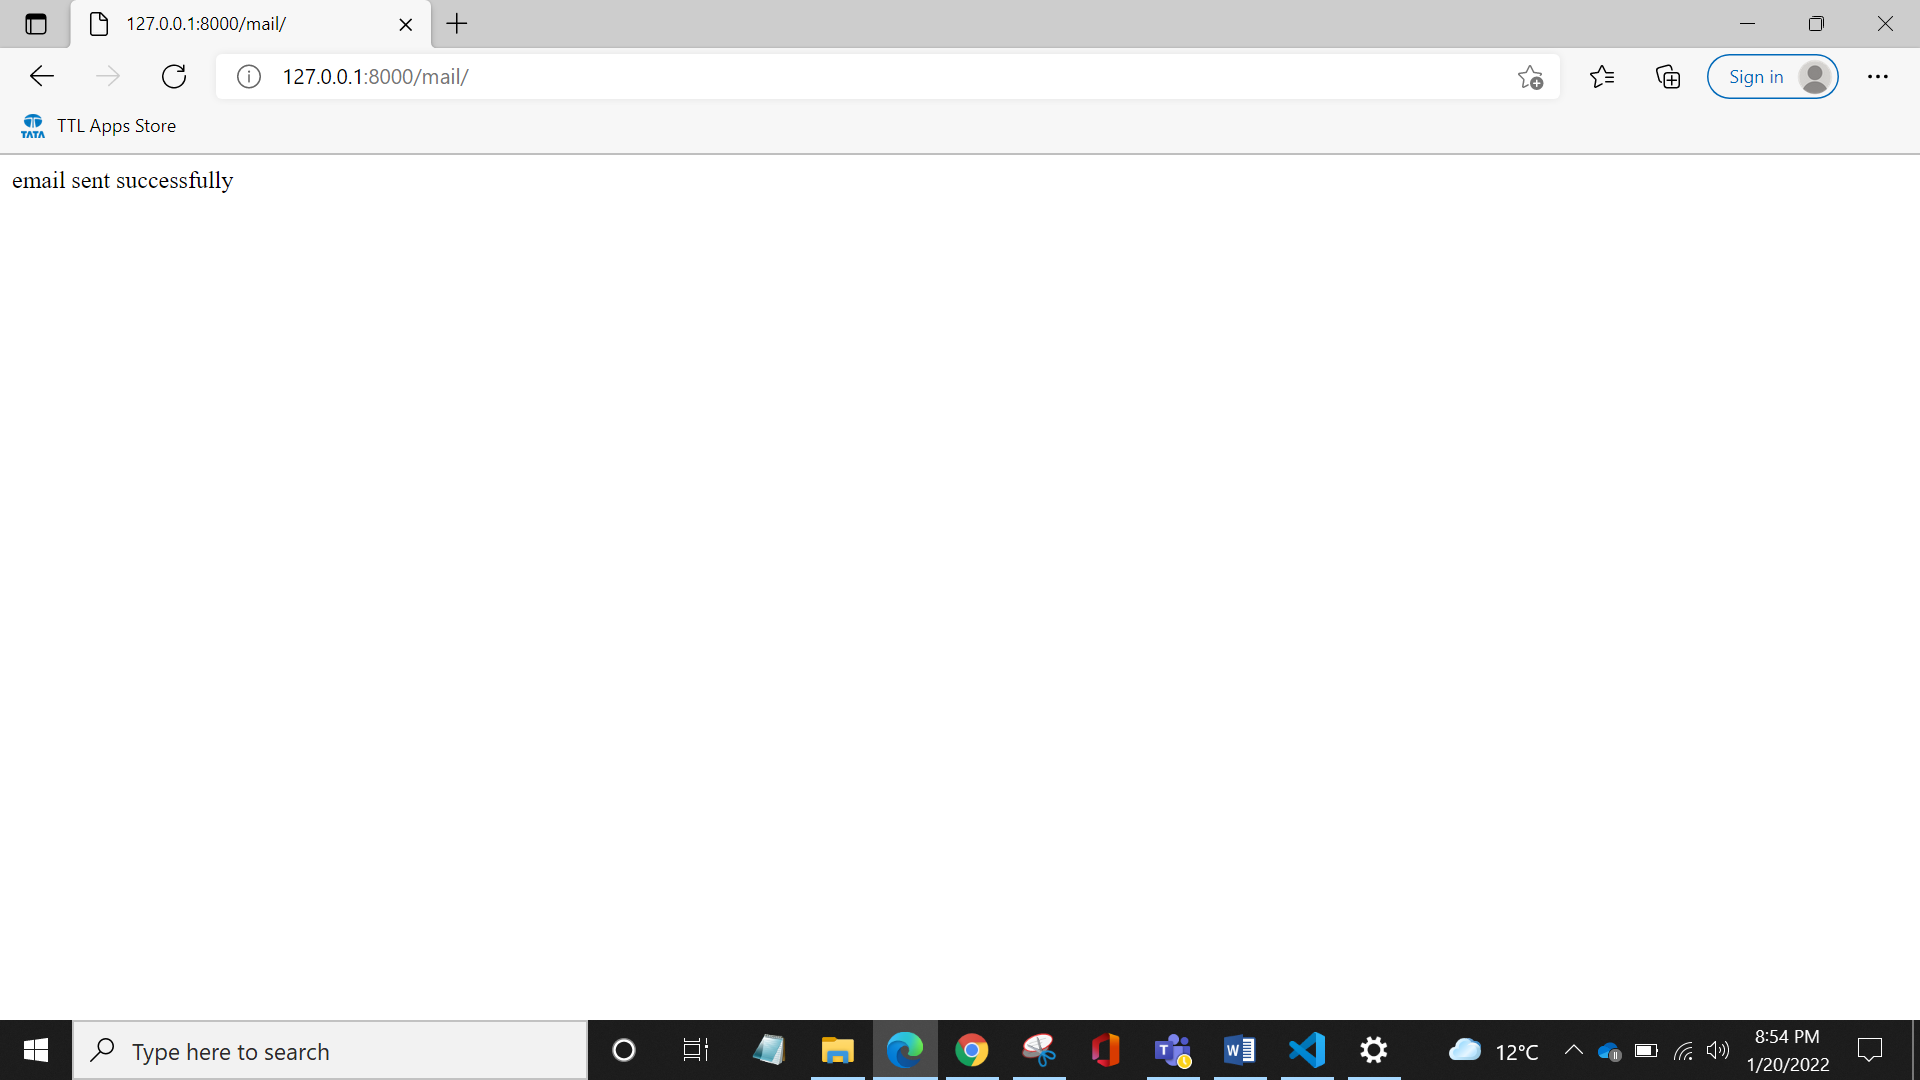 127.0.0.1:8000/mail/
127.0.0.1:8000/mail/
Sign in
TATA
TTL Apps Store
email sent successfully
Type here to search
12°C
8:54 PM
1/20/2022